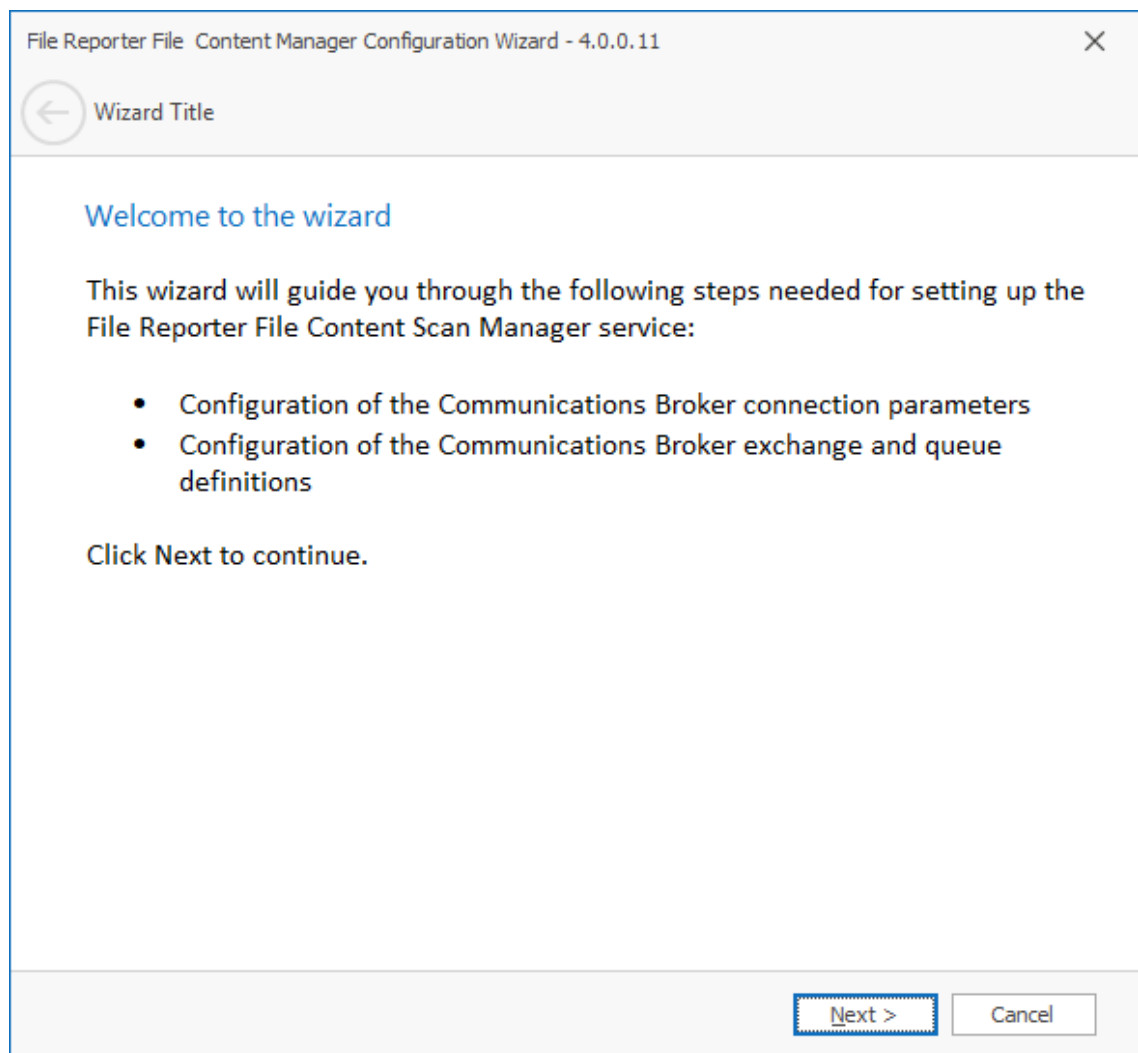 File Reporter File  Content Manager Configuration Wizard - 4.0.0.11
Wizard Title
Welcome to the wizard
This wizard will guide you through the following steps needed for setting up the
File Reporter File Content Scan Manager service:
• Configuration of the Communications Broker connection parameters
• Configuration of the Communications Broker exchange and queue
definitions
Click Next to continue.
Next >
Cancel